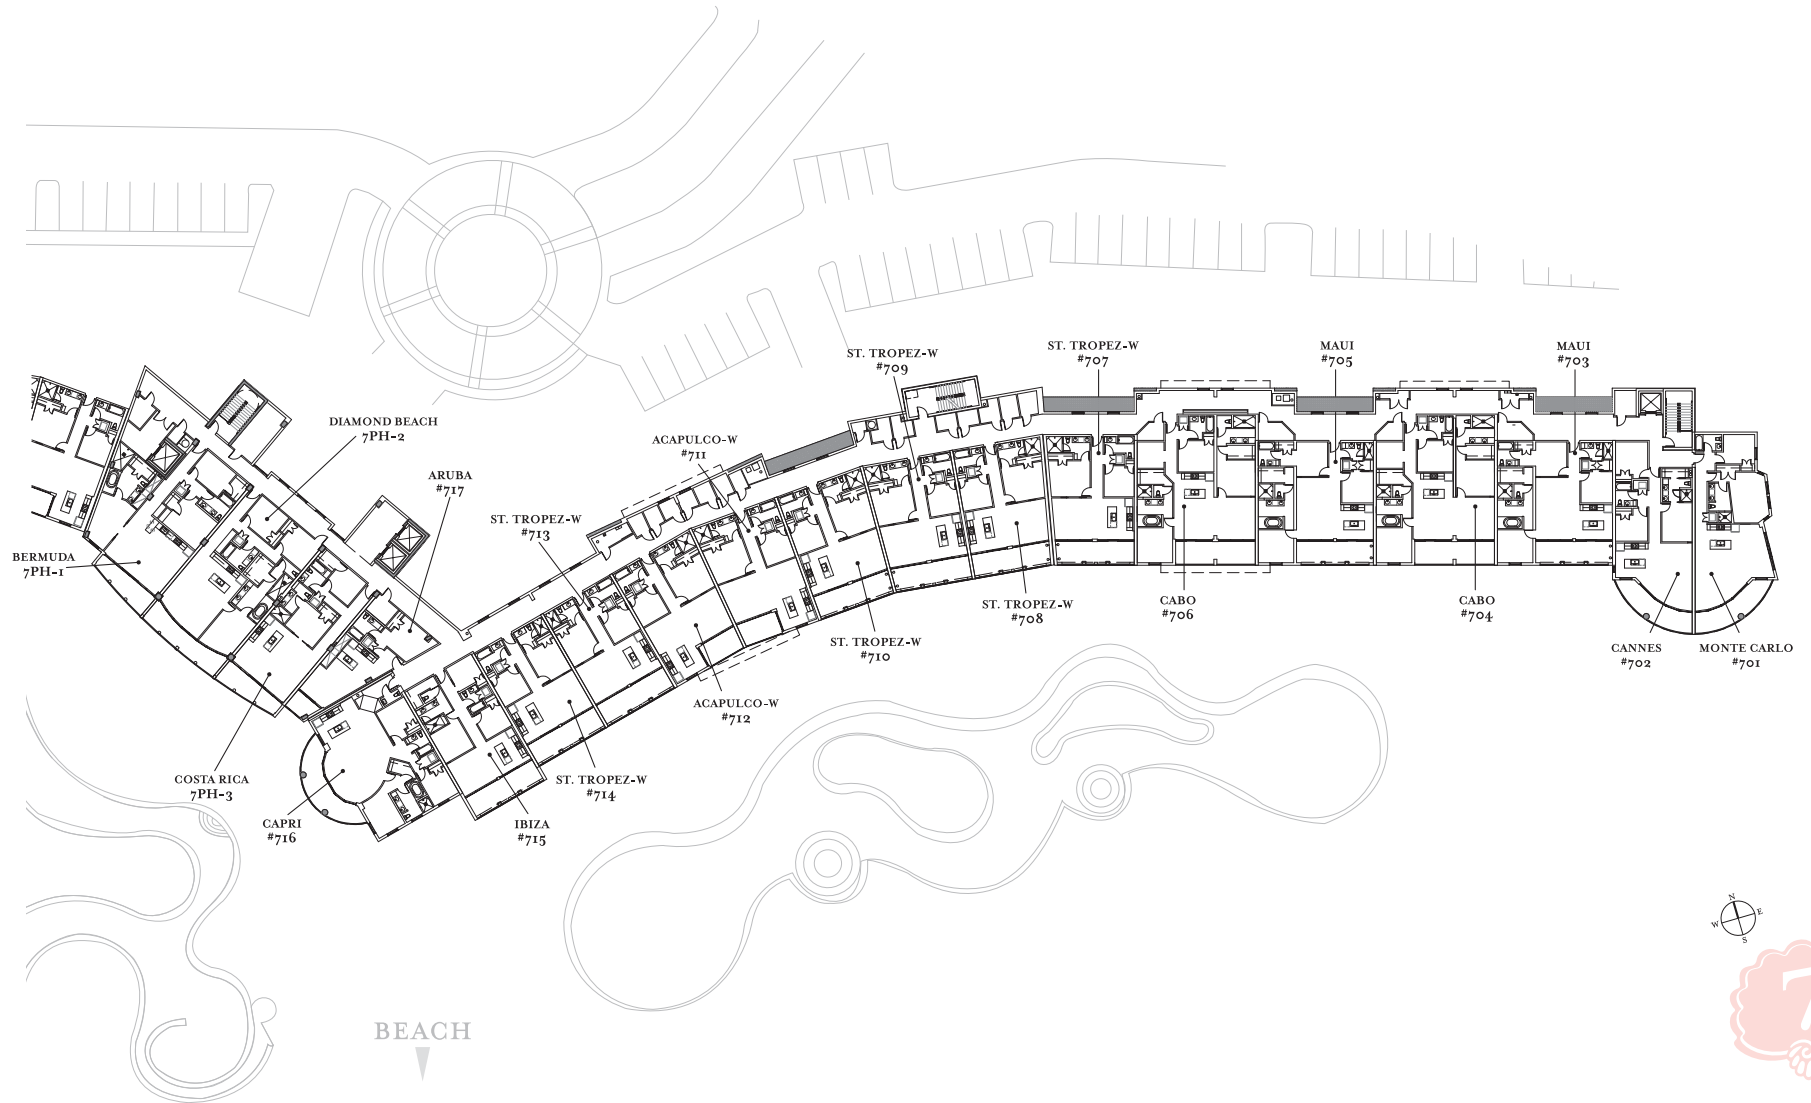 ST. TROPEZ-W
#709
ST. TROPEZ-W
#707
MAUI
#705
MAUI
#703
DIAMOND BEACH
7PH-2
ACAPULCO-W
#711
ARUBA
#717
ST. TROPEZ-W
#713
BERMUDA
7PH-1
ST. TROPEZ-W
#708
CABO
#706
CABO
#704
ST. TROPEZ-W
#710
CANNES
#702
MONTE CARLO
#701
ACAPULCO-W
#712
COSTA RICA
7PH-3
ST. TROPEZ-W
#714
CAPRI
#716
IBIZA
#715
N
W E
S
BEACH
7